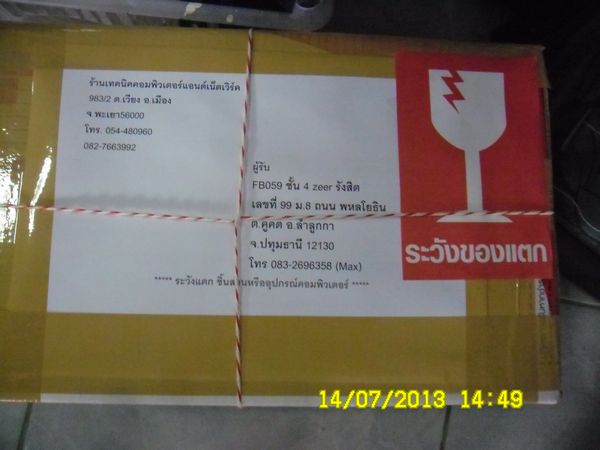 ร้านเทคนิคคอมพิวเตอร์แอนด์เน็ตเวิร์ค
983/2 ต.เวียง อ.เมือง
จ.พะเยา56000
โทร. 054-480960
082-7663992
ผู้รับ
FB059 ชั้น 4 zeer รังสิต
เลขที่ 99 ม.8 ถนน พหลโยธิน
ต.คูคต อ.ลำลูกกา
จ.ปทุมธานี 12130
โทร 083-2696358 (Max)
***** ระวังแตก ชิ้นส่วนหรืออุปกรณ์คอมพิวเตอร์ *****
ระวังของแตก
14/07/2013 14:49